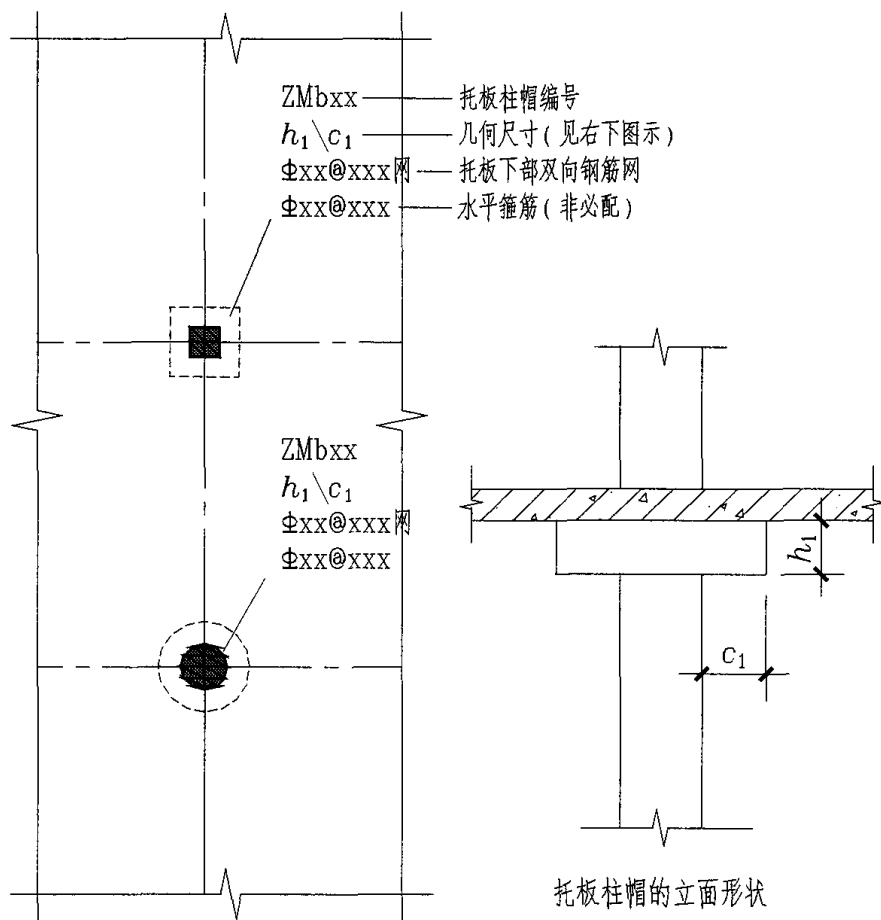 ZMbxx 托板柱帽编号
h₁\c₁ 几何尺寸(见右下图示)
Φxx@xxx网 托板下部双向钢筋网
Φxx@xxx 水平箍筋(非必配)
ZMbxx
h₁\c₁
Φxx@xxx网
Φxx@xxx
h₁
c₁
托板柱帽的立面形状